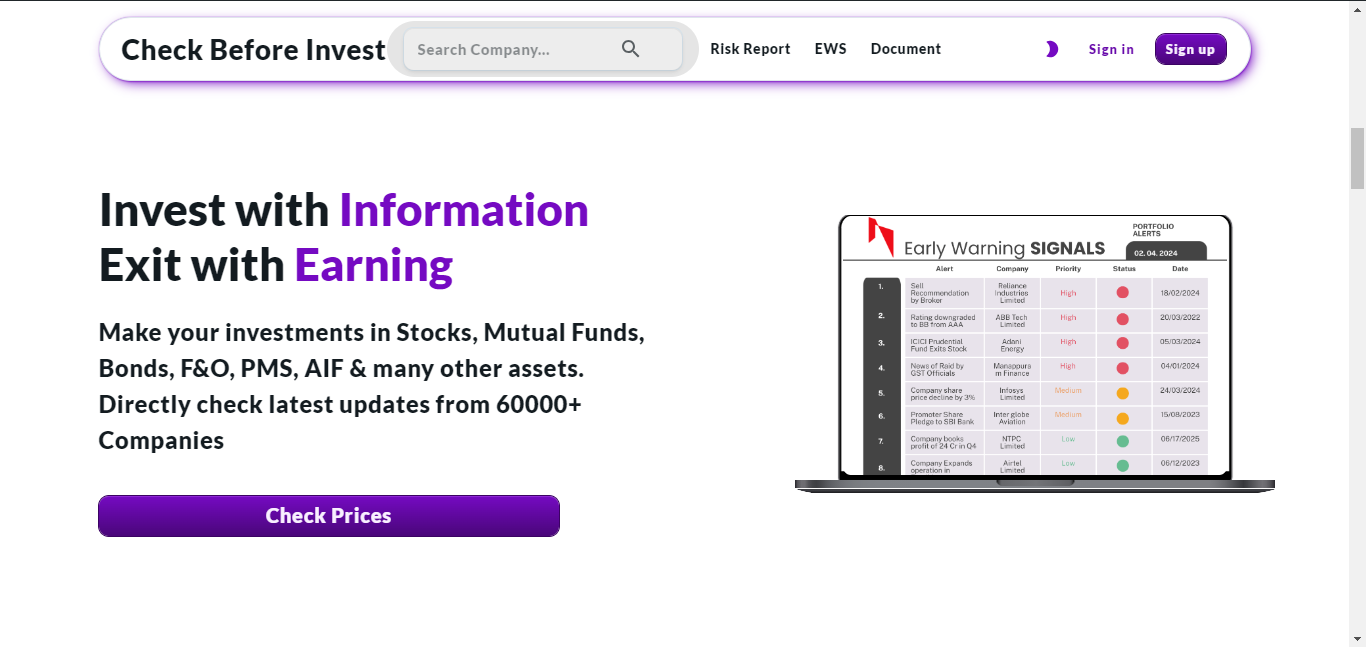 Check Before Invest
Search Company...
Risk Report
EWS
Document
Sign in
Sign up
Invest with Information
Exit with Earning
Make your investments in Stocks, Mutual Funds,
Bonds, F&O, PMS, AIF & many other assets.
Directly check latest updates from 60000+
Companies
Check Prices
PORTFOLIO
ALERTS
Early Warning SIGNALS
02. 04. 2024
Alert Company Priority Status Date
1. Sell Recommendation by Broker Reliance Industries Limited High 18/02/2024
2. Rating downgraded to BB from AAA ABB Tech Limited High 20/03/2022
3. ICICI Prudential Fund Exits Stock Adani Energy High 05/03/2024
4. News of Raid by GST Officials Manappura m Finance High 04/01/2024
5. Company share price decline by 3% Infosys Limited Medium 24/03/2024
6. Promoter Share Pledge to SBI Bank Inter globe Aviation Medium 15/08/2023
7. Company books profit of 24 Cr in Q4 NTPC Limited Low 06/17/2025
8. Company Expands operation in Airtel Limited Low 06/12/2023